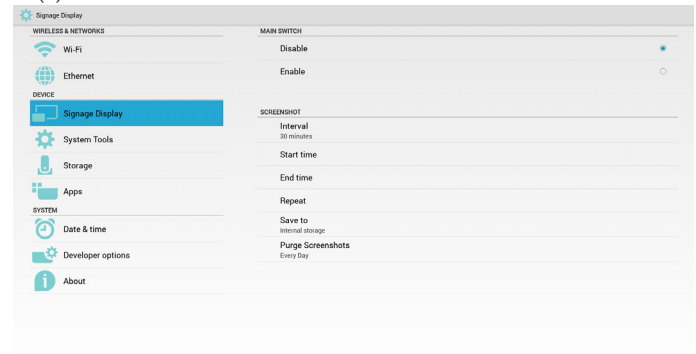 Signage Display
WIRELESS & NETWORKS
Wi-Fi
Ethernet
DEVICE
Signage Display
System Tools
Storage
Apps
SYSTEM
Date & time
Developer options
About
MAIN SWITCH
Disable
Enable
SCREENSHOT
Interval
30 minutes
Start time
End time
Repeat
Save to
Internal storage
Purge Screenshots
Every Day